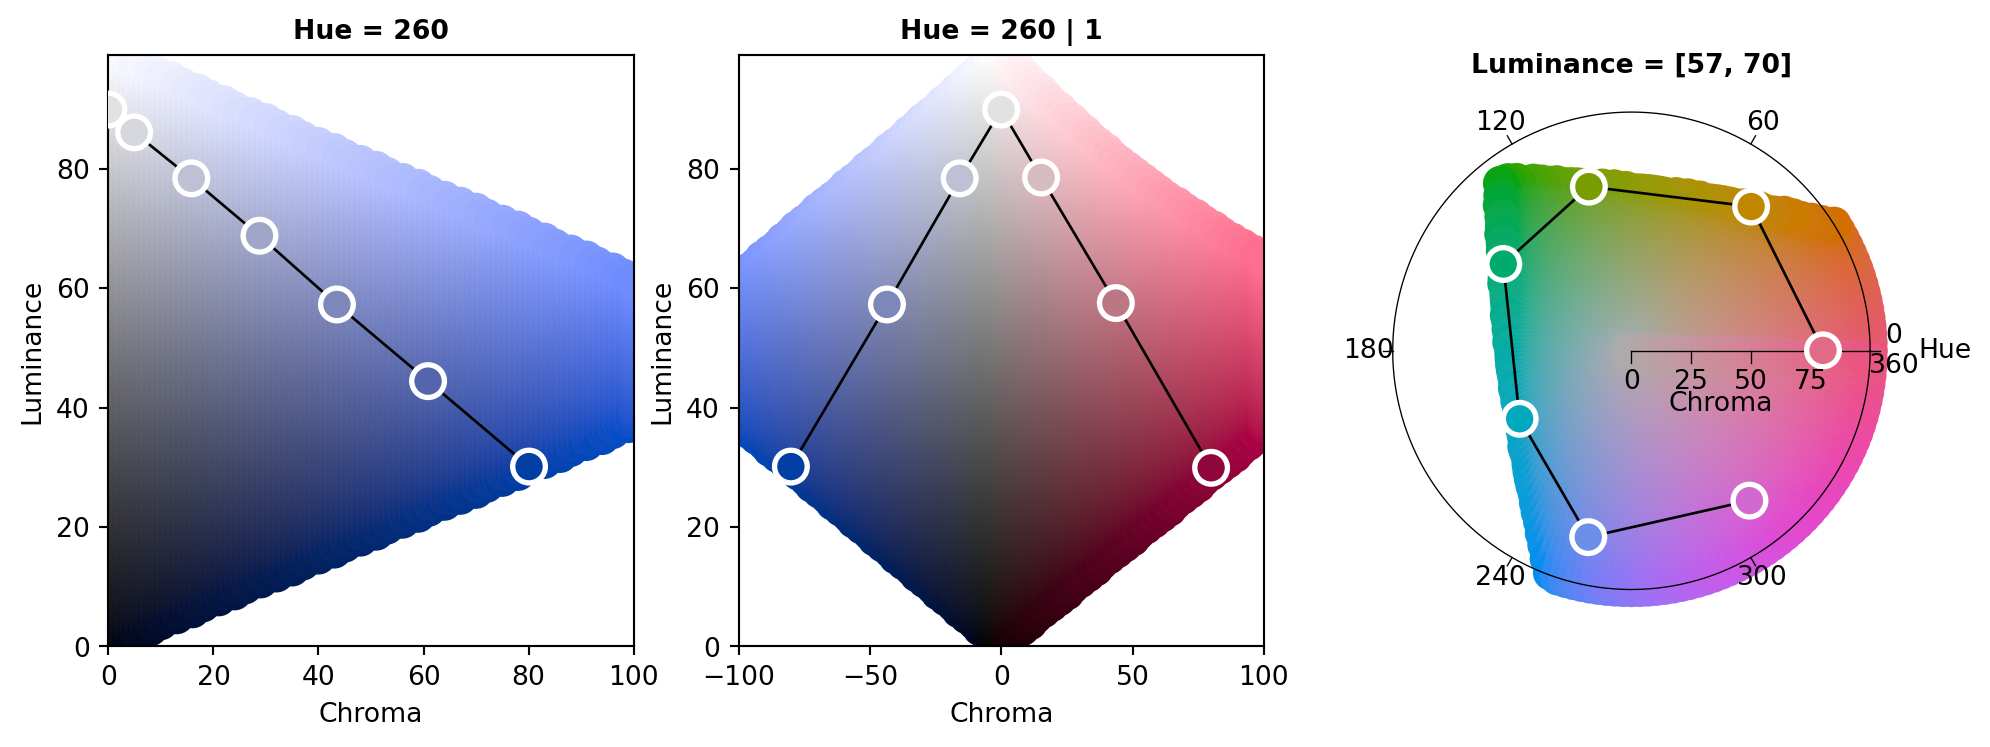 Hue = 260
Luminance
80
60
40
20
0
0 20 40 60 80 100
Chroma
Hue = 260 | 1
Luminance
80
60
40
20
0
−100 −50 0 50 100
Chroma
Luminance = [57, 70]
120 60
180
0
360
Hue
0 25 50 75
Chroma
240 300